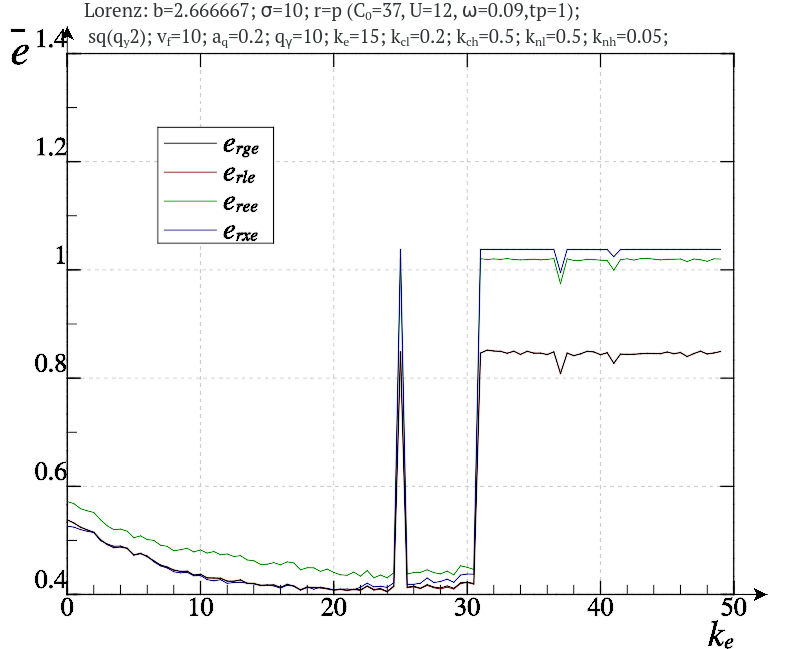 Lorenz: b=2.666667; σ=10; r=p (C₀=37, U=12, ω=0.09,tp=1);
sq(qᵧ2); v_f=10; a_q=0.2; q_γ=10; k_e=15; k_cl=0.2; k_ch=0.5; k_nl=0.5; k_nh=0.05;
e̅
1.4
1.2
1
0.8
0.6
0.4
e_rge
e_rle
e_ree
e_rxe
0 10 20 30 40 50
k_e